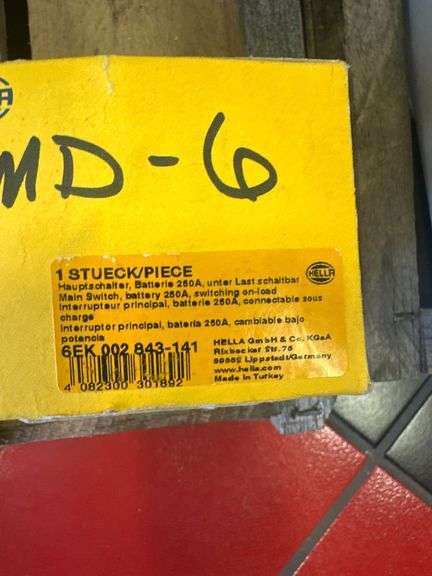 MD-6
1 STUECK/PIECE
Hauptschalter, Batterie 250A, unter Last schaltbar
Main Switch, battery 250A, switching on-load
Interrupteur principal, batterie 250A, connectable sous
charge
Interruptor principal, batería 250A, cambiable bajo
potencia
6EK 002 843-141
4 082300 301892
HELLA
HELLA GmbH & Co. KGaA
Rixbecker Str. 75
59552 Lippstadt/Germany
www.hella.com
Made in Turkey